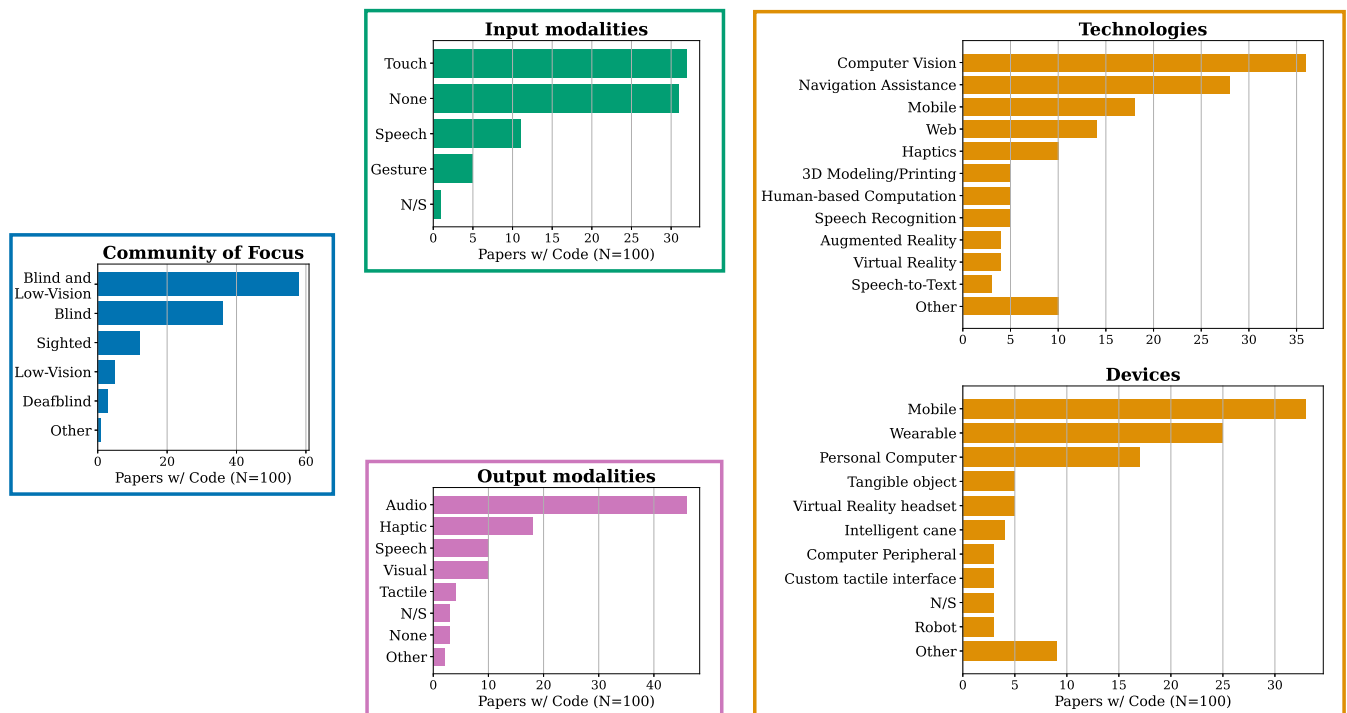 Community of Focus
Blind and
Low-Vision
Blind
Sighted
Low-Vision
Deafblind
Other
0 20 40 60
Papers w/ Code (N=100)
Input modalities
Touch
None
Speech
Gesture
N/S
0 5 10 15 20 25 30
Papers w/ Code (N=100)
Output modalities
Audio
Haptic
Speech
Visual
Tactile
N/S
None
Other
0 10 20 30 40
Papers w/ Code (N=100)
Technologies
Computer Vision
Navigation Assistance
Mobile
Web
Haptics
3D Modeling/Printing
Human-based Computation
Speech Recognition
Augmented Reality
Virtual Reality
Speech-to-Text
Other
0 5 10 15 20 25 30 35
Devices
Mobile
Wearable
Personal Computer
Tangible object
Virtual Reality headset
Intelligent cane
Computer Peripheral
Custom tactile interface
N/S
Robot
Other
0 5 10 15 20 25 30
Papers w/ Code (N=100)